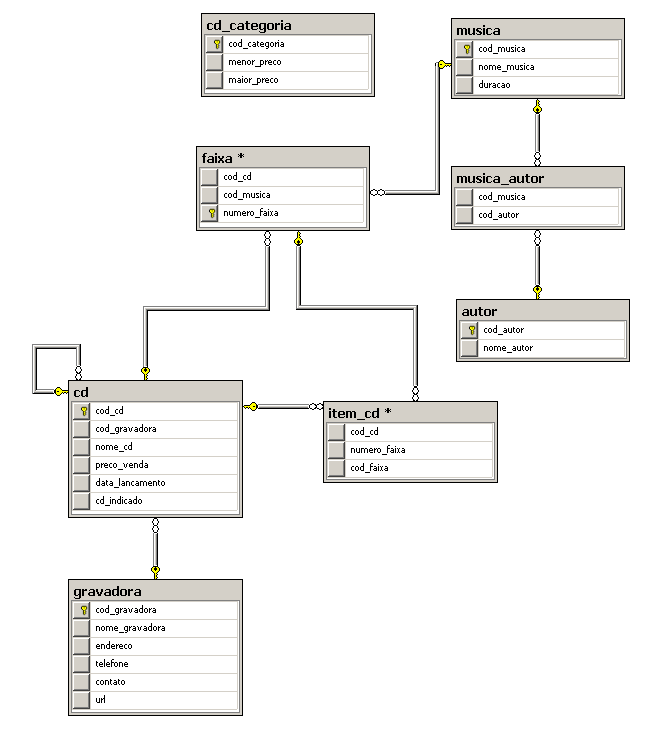 cd_categoria
cod_categoria
menor_preco
maior_preco
musica
cod_musica
nome_musica
duracao
faixa *
cod_cd
cod_musica
numero_faixa
musica_autor
cod_musica
cod_autor
autor
cod_autor
nome_autor
cd
cod_cd
cod_gravadora
nome_cd
preco_venda
data_lancamento
cd_indicado
item_cd *
cod_cd
numero_faixa
cod_faixa
gravadora
cod_gravadora
nome_gravadora
endereco
telefone
contato
url